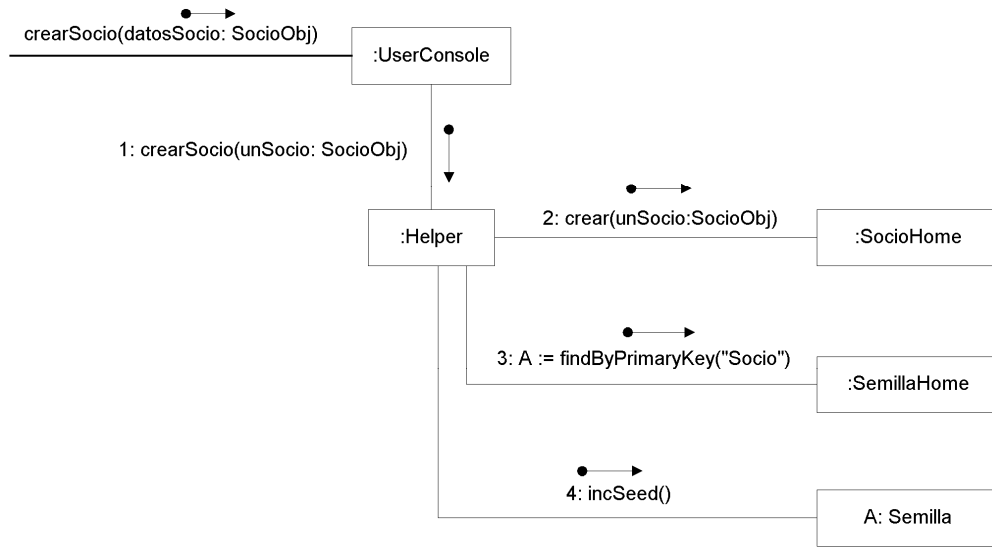 crearSocio(datosSocio: SocioObj)
:UserConsole
1: crearSocio(unSocio: SocioObj)
2: crear(unSocio:SocioObj)
:Helper
:SocioHome
3: A := findByPrimaryKey("Socio")
:SemillaHome
4: incSeed()
A: Semilla